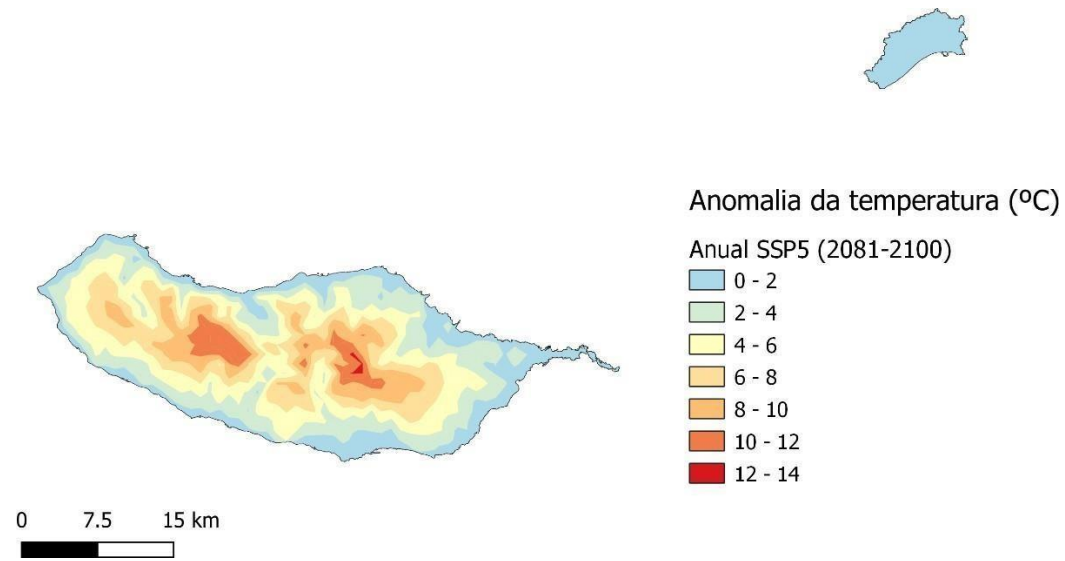 Anomalia da temperatura (ºC)
Anual SSP5 (2081-2100)
0 - 2
2 - 4
4 - 6
6 - 8
8 - 10
10 - 12
12 - 14
0 7.5 15 km